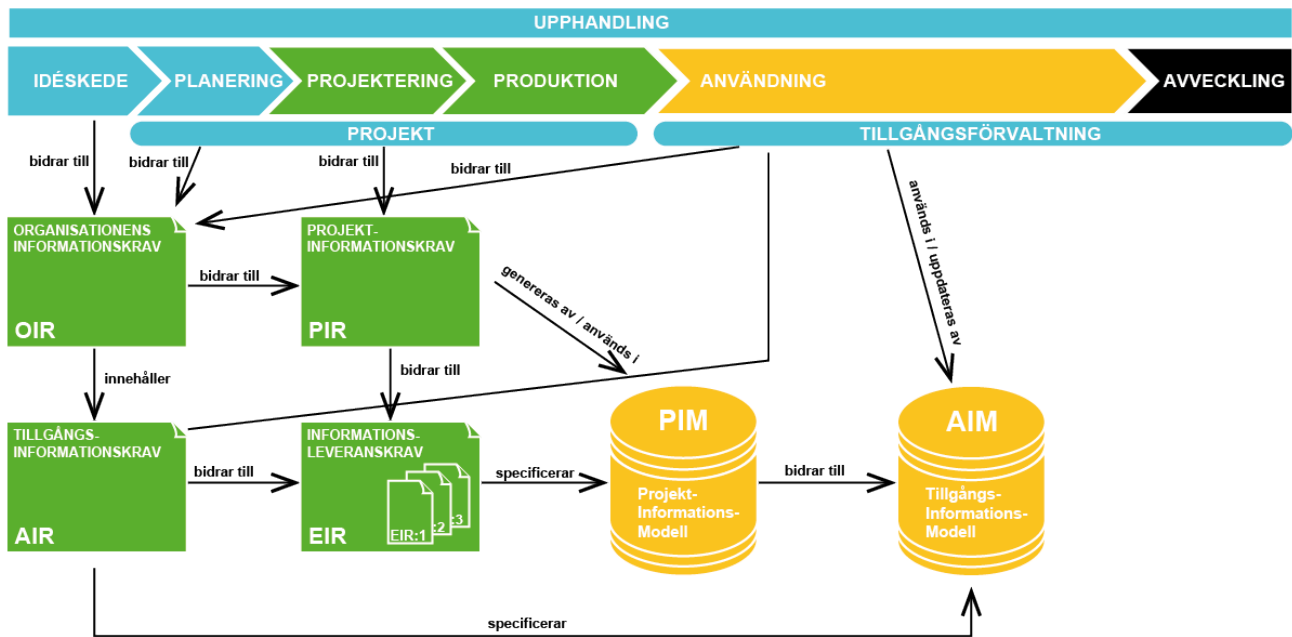 UPPHANDLING
IDÉSKEDE
PLANERING
PROJEKTERING
PRODUKTION
ANVÄNDNING
AVVECKLING
PROJEKT
TILLGÅNGSFÖRVALTNING
bidrar till
bidrar till
bidrar till
bidrar till
används i / uppdateras av
ORGANISATIONENS
INFORMATIONSKRAV
OIR
bidrar till
PROJEKT-
INFORMATIONSKRAV
PIR
genereras av / används i
innehåller
bidrar till
TILLGÅNGS-
INFORMATIONSKRAV
AIR
bidrar till
INFORMATIONS-
LEVERANSKRAV
EIR
EIR:1
:2
:3
specificerar
PIM
Projekt-
Informations-
Modell
bidrar till
AIM
Tillgångs-
Informations-
Modell
specificerar